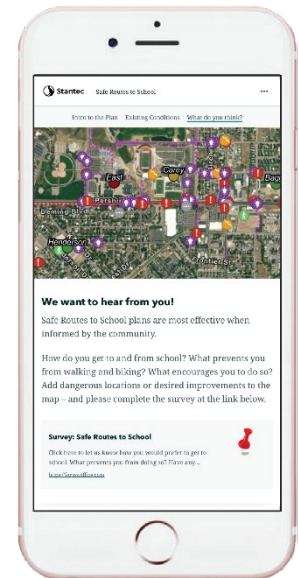 Stantec Safe Routes to School
Intro to the Plan Existing Conditions What do you think?
East
Carey
Pershin
Deming Blvd
Henderson
Frontier St
We want to hear from you!
Safe Routes to School plans are most effective when
informed by the community.
How do you get to and from school? What prevents you
from walking and biking? What encourages you to do so?
Add dangerous locations or desired improvements to the
map – and please complete the survey at the link below.
Survey: Safe Routes to School
Click here to let us know how you would prefer to get to
school. What prevents you from doing so? Have any...